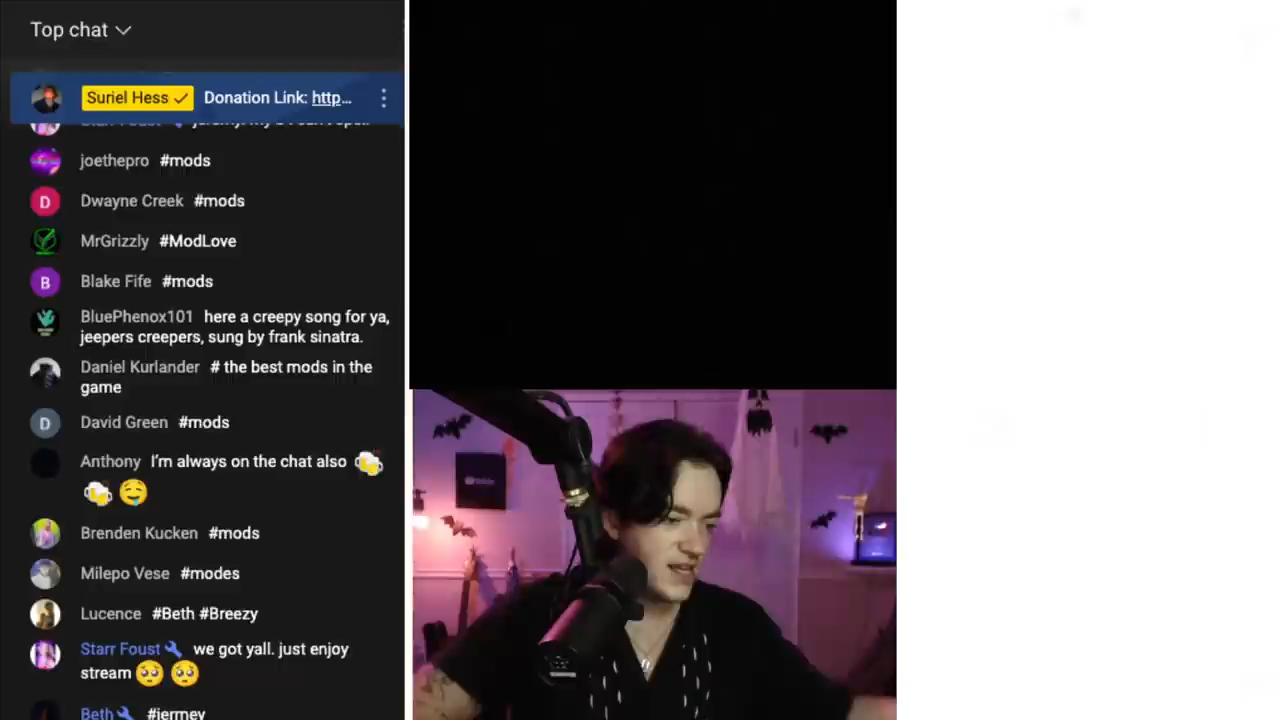 Top chat
Suriel Hess Donation Link: http...
joethepro #mods
Dwayne Creek #mods
MrGrizzly #ModLove
Blake Fife #mods
BluePhenox101 here a creepy song for ya,
jeepers creepers, sung by frank sinatra.
Daniel Kurlander # the best mods in the
game
David Green #mods
Anthony I'm always on the chat also
Brenden Kucken #mods
Milepo Vese #modes
Lucence #Beth #Breezy
Starr Foust we got yall. just enjoy
stream
Beth #jermey